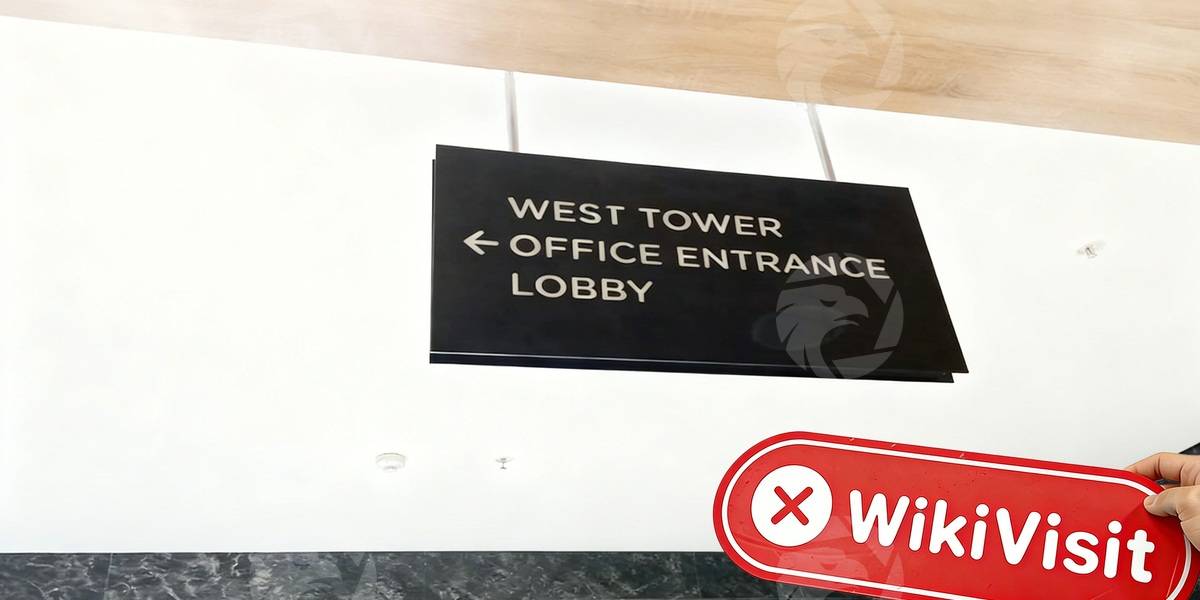 WEST TOWER
← OFFICE ENTRANCE
LOBBY
WikiVisit